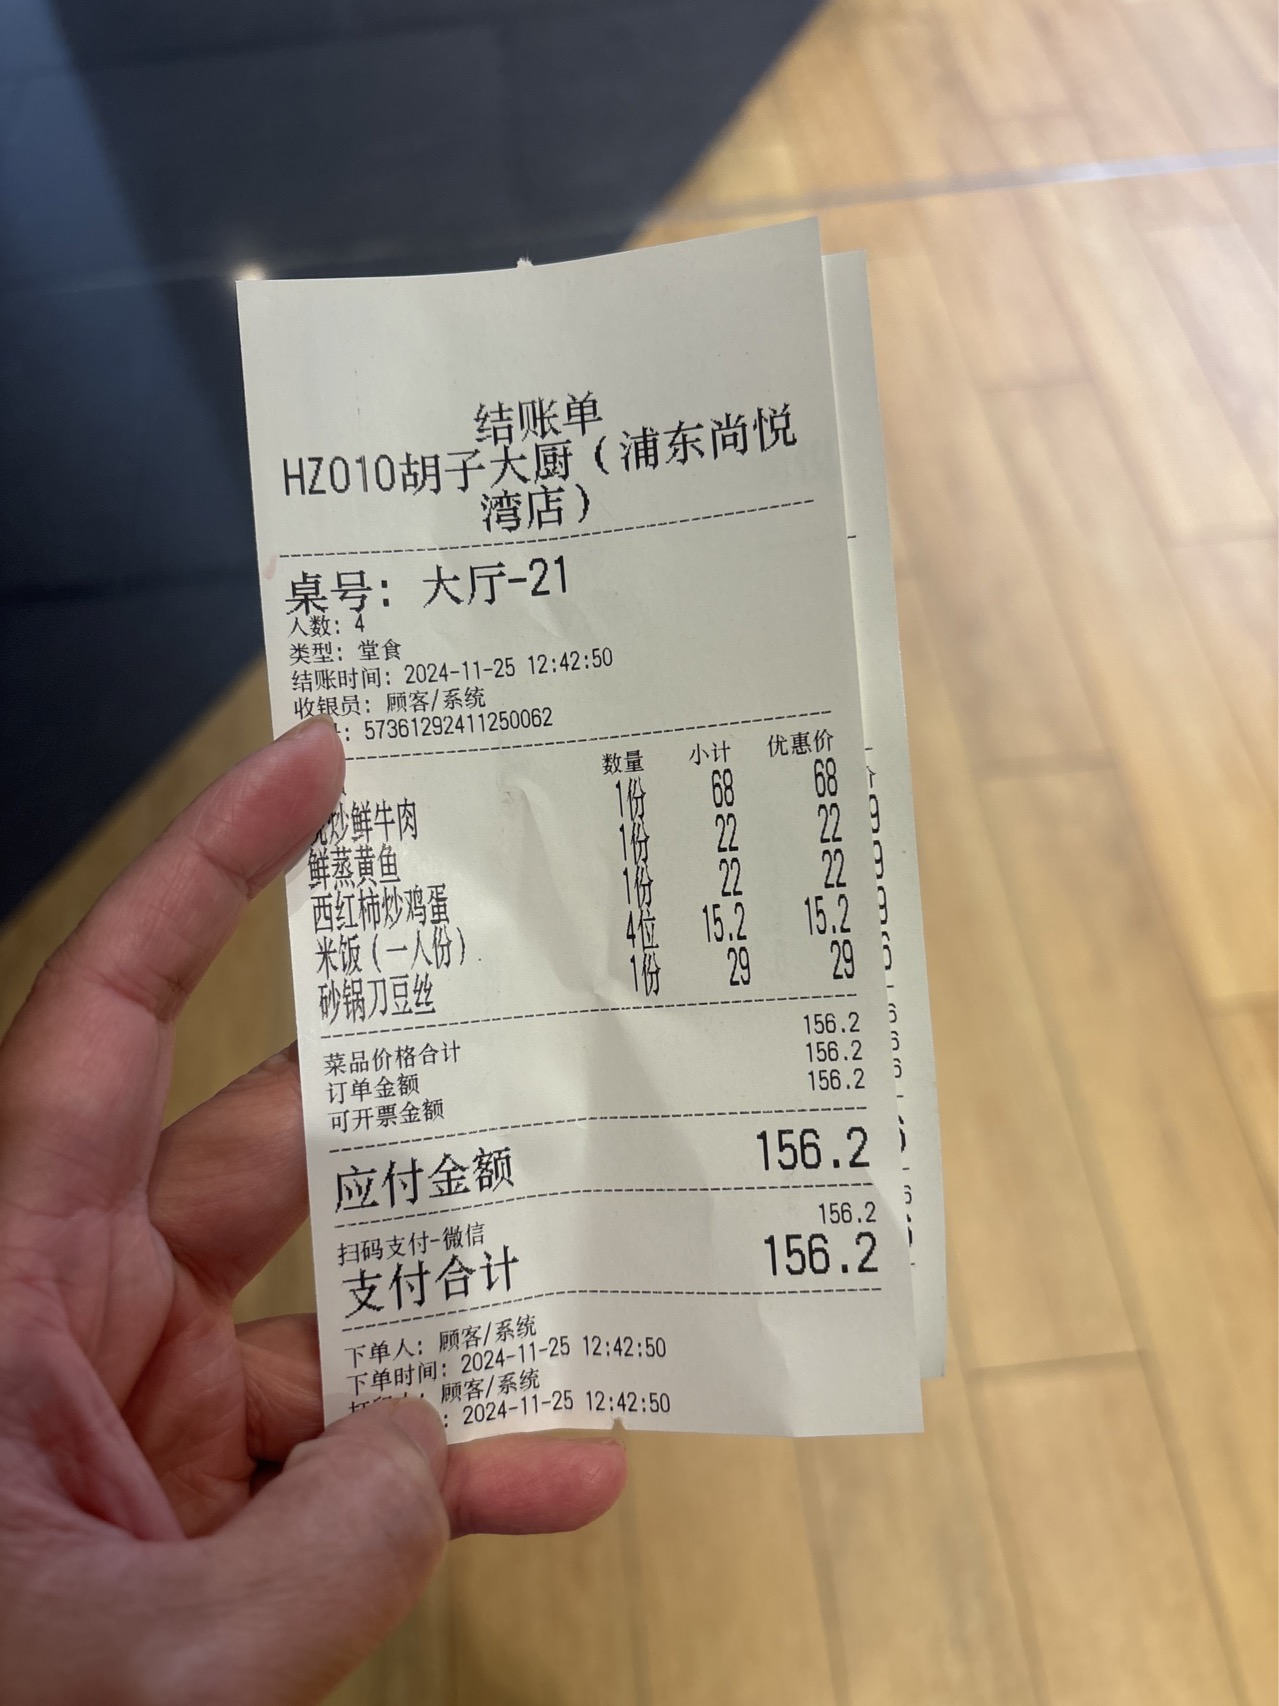 结账单
HZ010胡子大厨(浦东尚悦
湾店)
桌号: 大厅-21
人数: 4
类型: 堂食
结账时间: 2024-11-25 12:42:50
收银员: 顾客/系统
: 57361292411250062
数量 小计 优惠价
炒鲜牛肉 1份 68 68
鲜蒸黄鱼 1份 22 22
西红柿炒鸡蛋 1份 22 22
米饭(一人份) 4位 15.2 15.2
砂锅刀豆丝 1份 29 29
菜品价格合计 156.2
订单金额 156.2
可开票金额 156.2
应付金额 156.2
扫码支付-微信 156.2
支付合计 156.2
下单人: 顾客/系统
下单时间: 2024-11-25 12:42:50
顾客/系统
: 2024-11-25 12:42:50